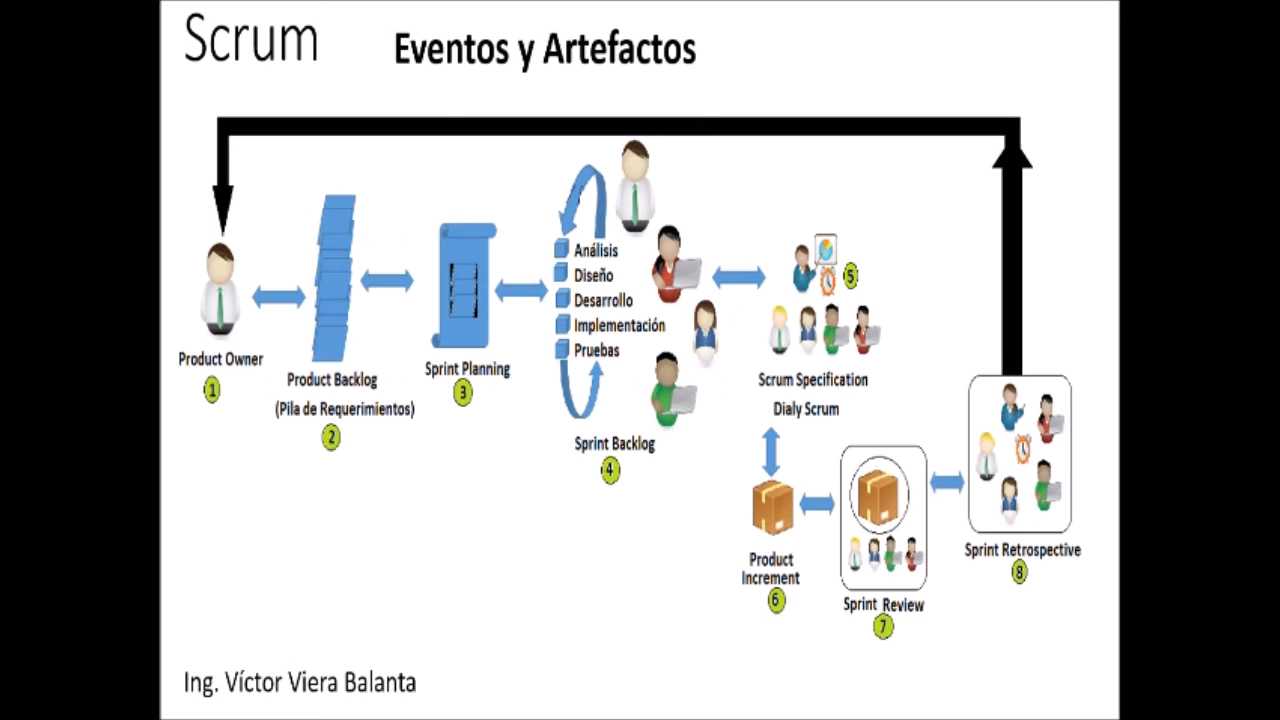 Scrum
Eventos y Artefactos
Product Owner
1
Product Backlog
(Pila de Requerimientos)
2
Sprint Planning
3
Análisis
Diseño
Desarrollo
Implementación
Pruebas
Sprint Backlog
4
5
Scrum Specification
Dialy Scrum
Product
Increment
6
Sprint Review
7
Sprint Retrospective
8
Ing. Víctor Viera Balanta